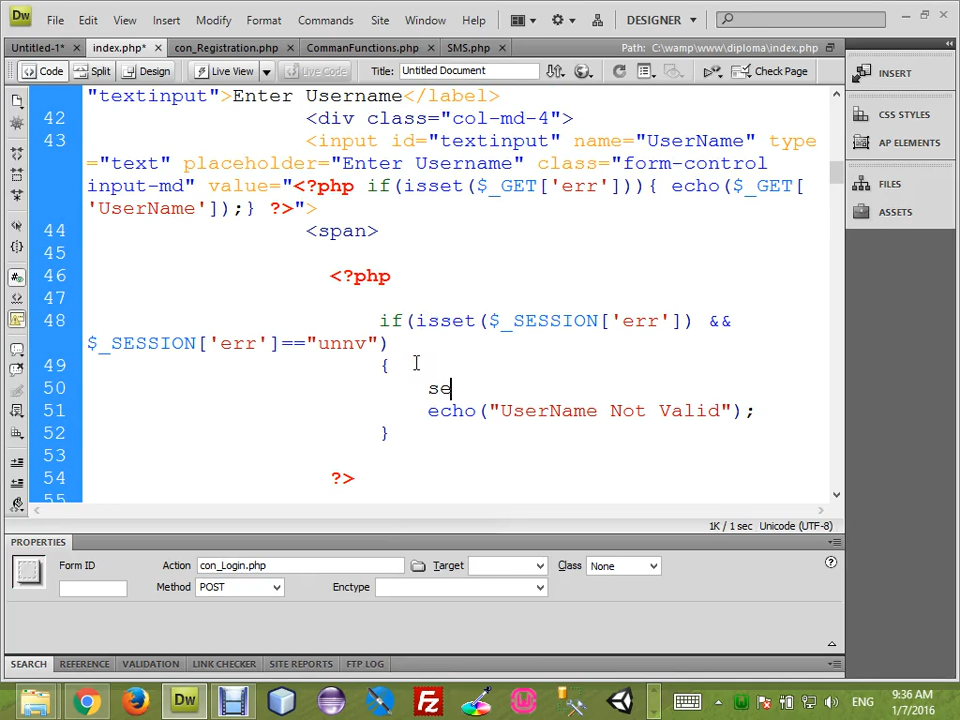 Dw File Edit View Insert Modify Format Commands Site Window Help DESIGNER
Untitled-1* index.php* con_Registration.php CommanFunctions.php SMS.php Path: C:\wamp\www\diploma\index.php
Code Split Design Live View Live Code Title: Untitled Document Check Page
"textinput">Enter Username</label>
42 <div class="col-md-4">
43 <input id="textinput" name="UserName" type
="text" placeholder="Enter Username" class="form-control
input-md" value="<?php if(isset($_GET['err'])){ echo($_GET[
'UserName']);} ?>">
44 <span>
45
46 <?php
47
48 if(isset($_SESSION['err']) &&
$_SESSION['err']=="unnv")
49 {
50 se
51 echo("UserName Not Valid");
52 }
53
54 ?>
55
1K / 1 sec Unicode (UTF-8)
INSERT
CSS STYLES
AP ELEMENTS
FILES
ASSETS
PROPERTIES
Form ID Action con_Login.php Target Class None
Method POST Enctype
SEARCH REFERENCE VALIDATION LINK CHECKER SITE REPORTS FTP LOG
Dw ENG 9:36 AM
1/7/2016